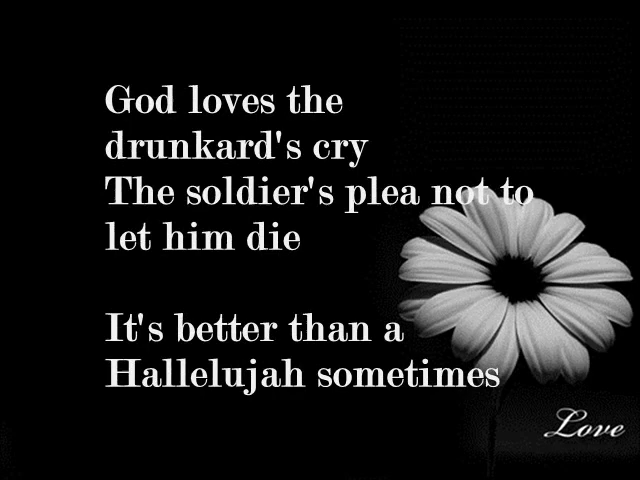 God loves the
drunkard's cry
The soldier's plea not to
let him die
It's better than a
Hallelujah sometimes
Love